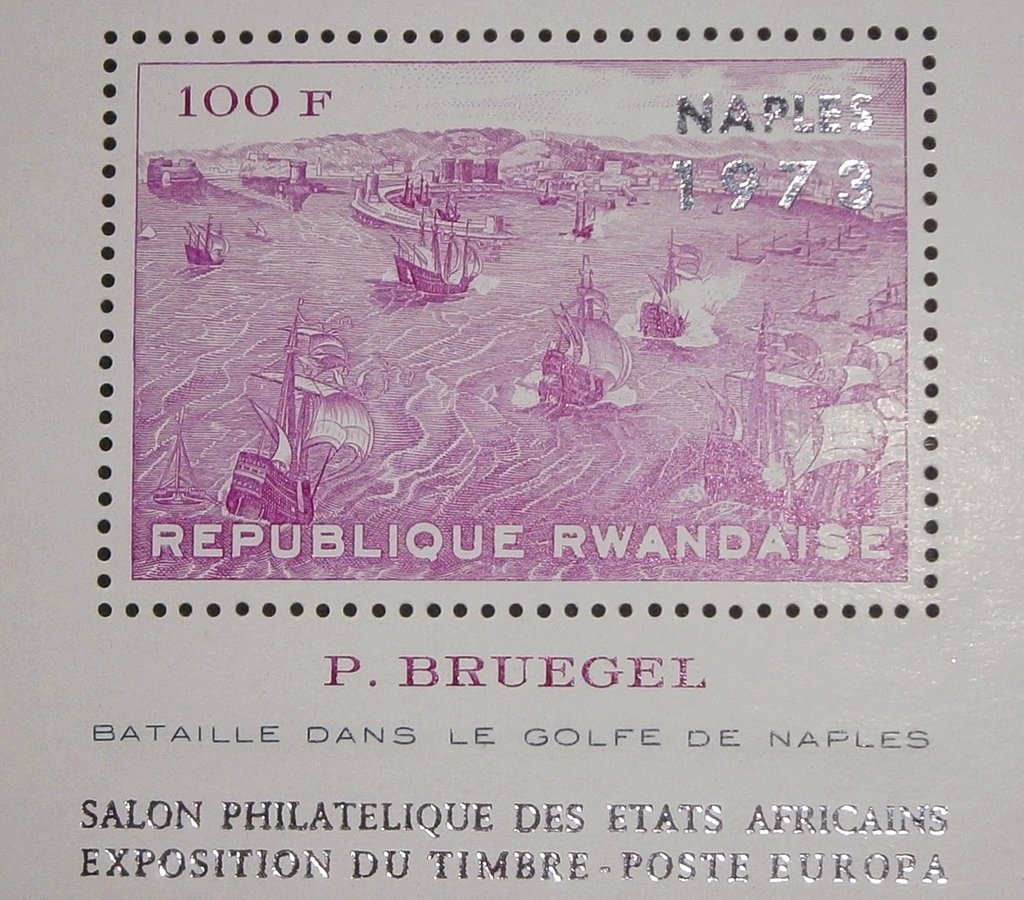 100 F
NAPLES
1973
REPUBLIQUE RWANDAISE
P. BRUEGEL
BATAILLE DANS LE GOLFE DE NAPLES
SALON PHILATELIQUE DES ETATS AFRICAINS
EXPOSITION DU TIMBRE-POSTE EUROPA